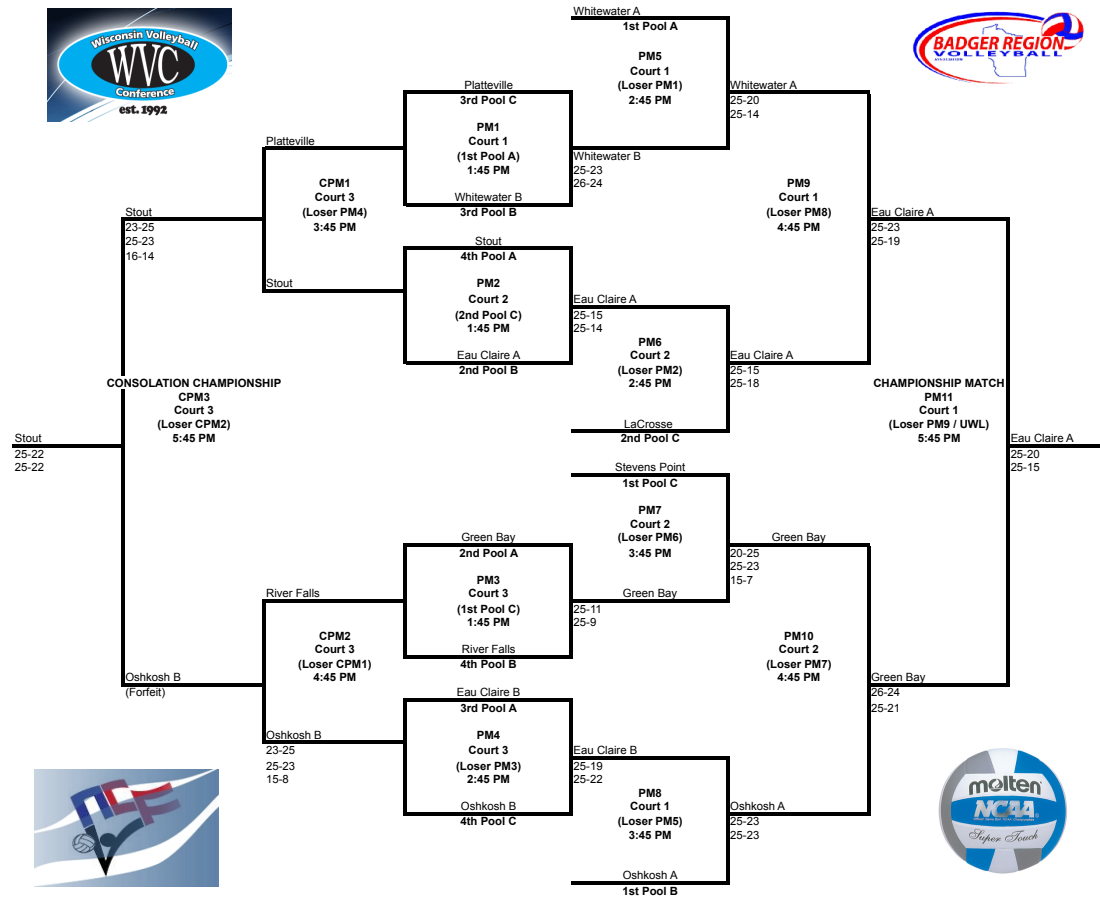 Wisconsin Volleyball
WVC
Conference
est. 1992
BADGER REGION
VOLLEYBALL
ASSOCIATION
Whitewater A
1st Pool A
PM5
Court 1
(Loser PM1)
2:45 PM
Whitewater A
25-20
25-14
Platteville
3rd Pool C
PM1
Court 1
(1st Pool A)
1:45 PM
Whitewater B
3rd Pool B
Whitewater B
25-23
26-24
Platteville
CPM1
Court 3
(Loser PM4)
3:45 PM
Stout
23-25
25-23
16-14
Stout
Stout
4th Pool A
PM2
Court 2
(2nd Pool C)
1:45 PM
Eau Claire A
2nd Pool B
Eau Claire A
25-15
25-14
PM6
Court 2
(Loser PM2)
2:45 PM
LaCrosse
2nd Pool C
Eau Claire A
25-15
25-18
PM9
Court 1
(Loser PM8)
4:45 PM
Eau Claire A
25-23
25-19
CONSOLATION CHAMPIONSHIP
CPM3
Court 3
(Loser CPM2)
5:45 PM
Stout
25-22
25-22
CHAMPIONSHIP MATCH
PM11
Court 1
(Loser PM9 / UWL)
5:45 PM
Eau Claire A
25-20
25-15
Stevens Point
1st Pool C
PM7
Court 2
(Loser PM6)
3:45 PM
Green Bay
20-25
25-23
15-7
Green Bay
2nd Pool A
PM3
Court 3
(1st Pool C)
1:45 PM
River Falls
4th Pool B
Green Bay
25-11
25-9
River Falls
CPM2
Court 3
(Loser CPM1)
4:45 PM
Oshkosh B
(Forfeit)
Oshkosh B
23-25
25-23
15-8
Eau Claire B
3rd Pool A
PM4
Court 3
(Loser PM3)
2:45 PM
Oshkosh B
4th Pool C
Eau Claire B
25-19
25-22
PM8
Court 1
(Loser PM5)
3:45 PM
Oshkosh A
1st Pool B
Oshkosh A
25-23
25-23
PM10
Court 2
(Loser PM7)
4:45 PM
Green Bay
26-24
25-21
molten
NCAA
Super Touch